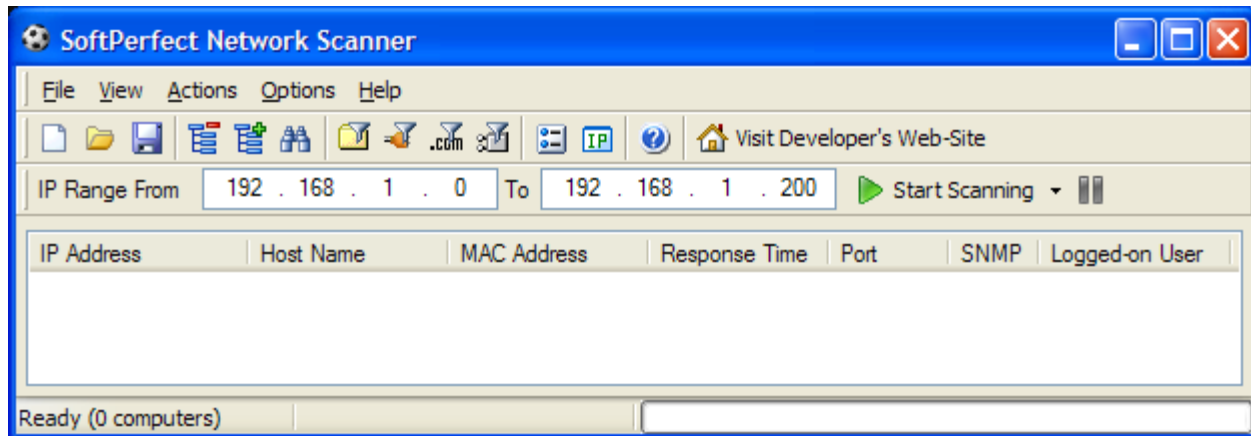 SoftPerfect Network Scanner
File View Actions Options Help
.com IP ? Visit Developer's Web-Site
IP Range From 192 . 168 . 1 . 0 To 192 . 168 . 1 . 200 Start Scanning
IP Address Host Name MAC Address Response Time Port SNMP Logged-on User
Ready (0 computers)